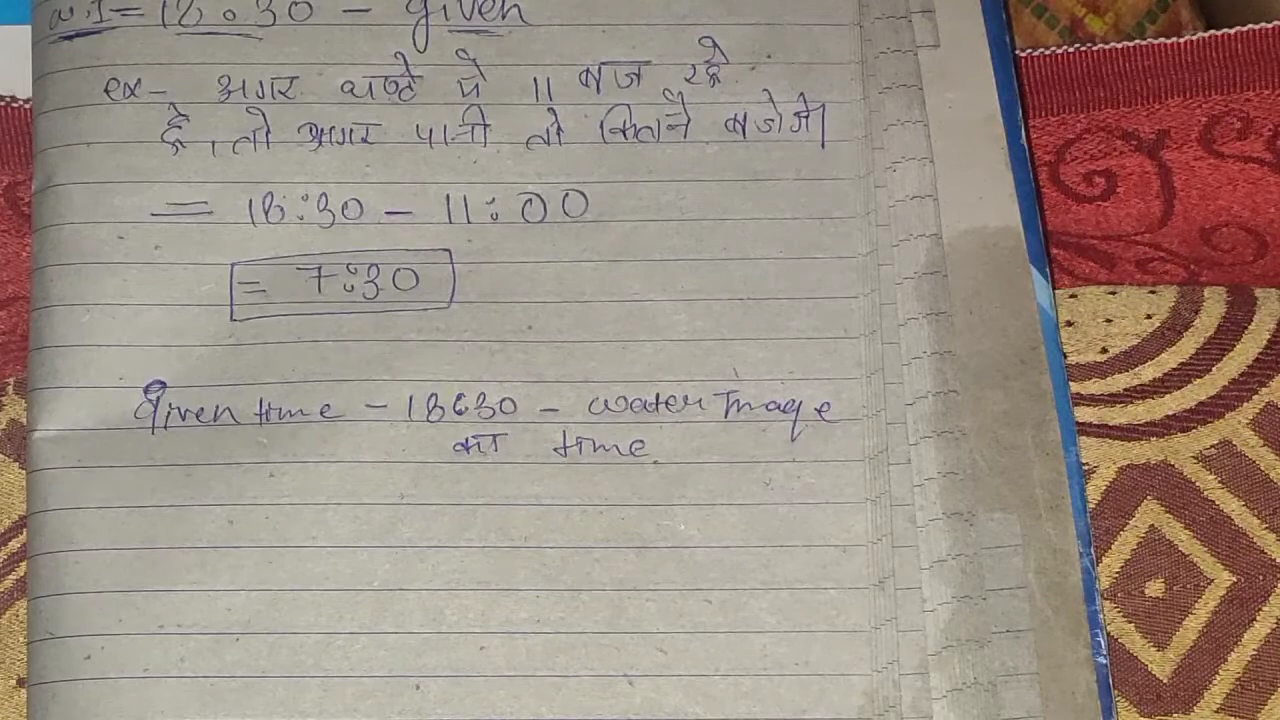 w.I = 18:30 - given
ex- अगर घण्टे मे 11 बज रहे
है, तो अगर पानी तो कितने बजेगे।
= 18:30 - 11:00
= 7:30
Given time - 18:30 - water Image
का time